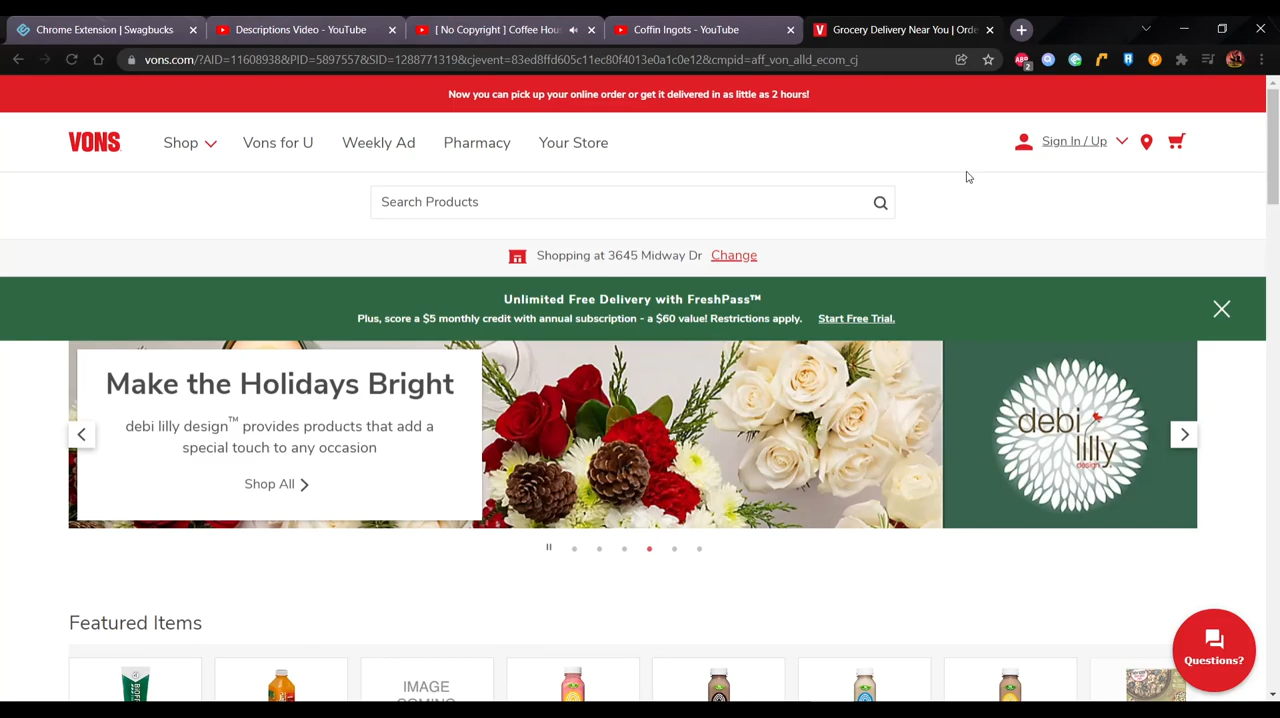 Chrome Extension | Swagbucks
Descriptions Video - YouTube
[ No Copyright ] Coffee Hou
Coffin Ingots - YouTube
Grocery Delivery Near You | Orde
vons.com/?AID=11608938&PID=5897557&SID=1288771319&cjevent=83ed8ffd605c11ec80f4013e0a1c0e12&cmpid=aff_von_alld_ecom_cj
ABP
2
Now you can pick up your online order or get it delivered in as little as 2 hours!
VONS
Shop
Vons for U
Weekly Ad
Pharmacy
Your Store
Sign In / Up
Search Products
Shopping at 3645 Midway Dr Change
Unlimited Free Delivery with FreshPass™
Plus, score a $5 monthly credit with annual subscription - a $60 value! Restrictions apply. Start Free Trial.
Make the Holidays Bright
debi lilly design™ provides products that add a
special touch to any occasion
Shop All
debi
lilly
design
Featured Items
IMAGE
COMING
Questions?